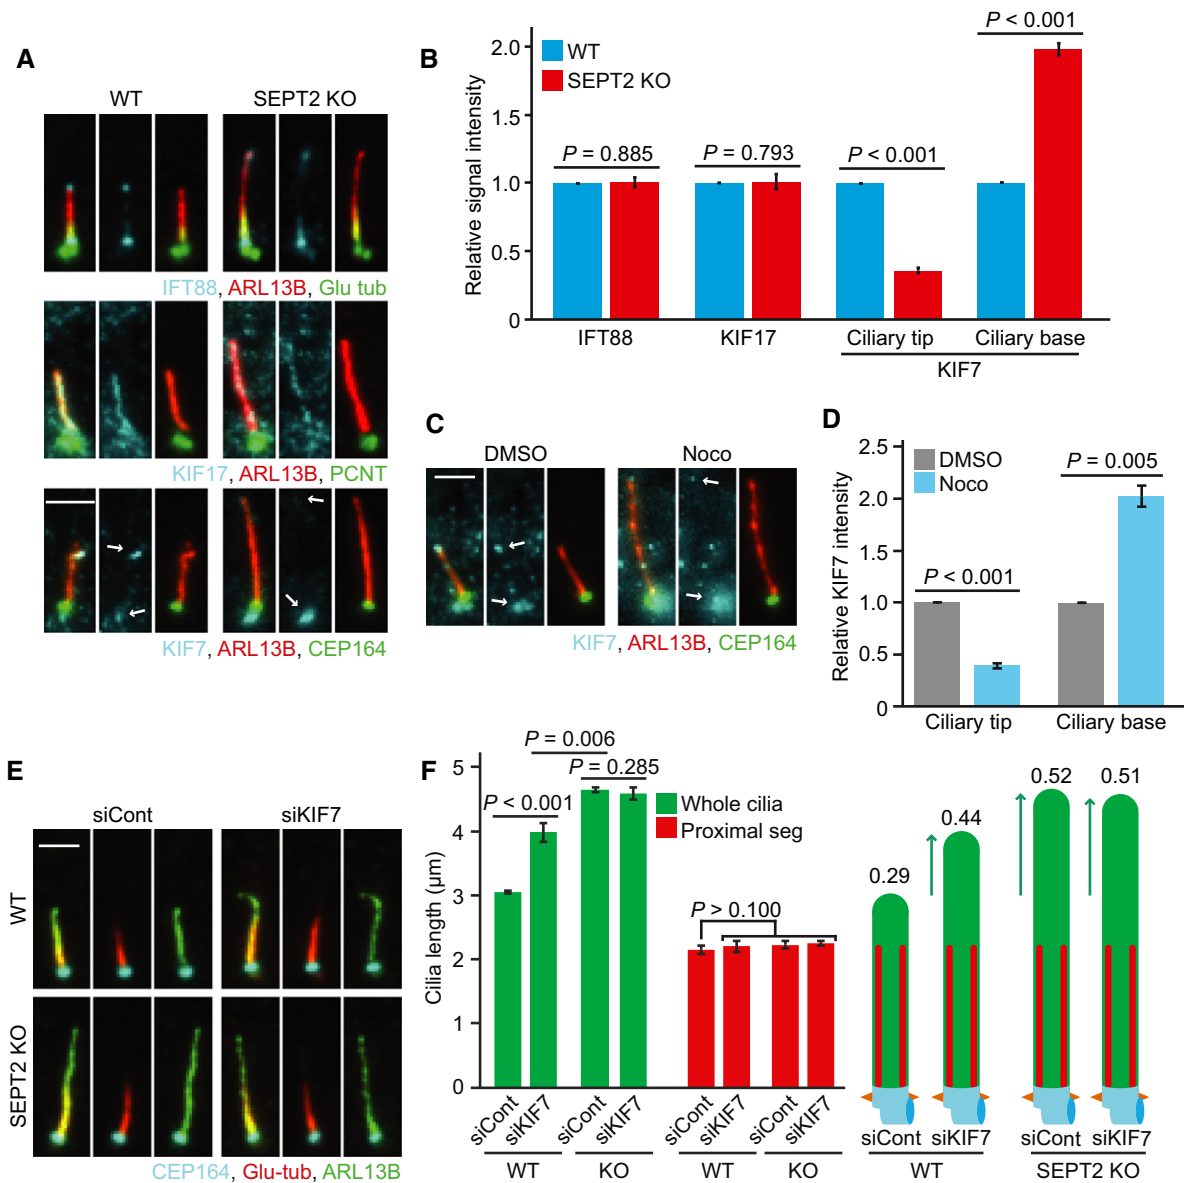 A
WT
SEPT2 KO
IFT88, ARL13B, Glu tub
KIF17, ARL13B, PCNT
KIF7, ARL13B, CEP164
B
Relative signal intensity
2.0
1.5
1.0
0.5
0
WT
SEPT2 KO
P = 0.885
P = 0.793
P < 0.001
P < 0.001
IFT88
KIF17
Ciliary tip
Ciliary base
KIF7
C
DMSO
Noco
KIF7, ARL13B, CEP164
D
Relative KIF7 intensity
2.5
2.0
1.5
1.0
0.5
0
DMSO
Noco
P < 0.001
P = 0.005
Ciliary tip
Ciliary base
E
siCont
siKIF7
WT
SEPT2 KO
CEP164, Glu-tub, ARL13B
F
Cilia length (μm)
5
4
3
2
1
0
P = 0.006
P = 0.285
P < 0.001
P > 0.100
Whole cilia
Proximal seg
siCont
siKIF7
siCont
siKIF7
siCont
siKIF7
siCont
siKIF7
WT
KO
WT
KO
0.29
0.44
0.52
0.51
siCont
siKIF7
siCont
siKIF7
WT
SEPT2 KO